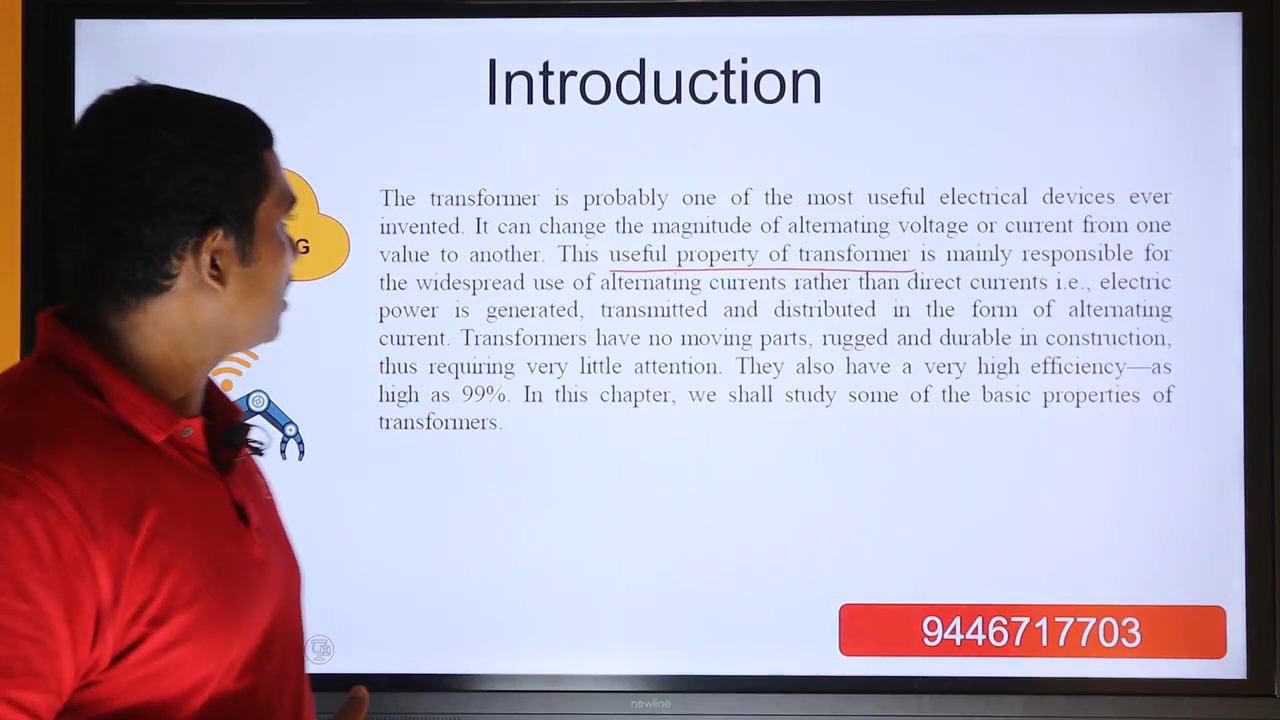 Introduction
The transformer is probably one of the most useful electrical devices ever
invented. It can change the magnitude of alternating voltage or current from one
value to another. This useful property of transformer is mainly responsible for
the widespread use of alternating currents rather than direct currents i.e., electric
power is generated, transmitted and distributed in the form of alternating
current. Transformers have no moving parts, rugged and durable in construction,
thus requiring very little attention. They also have a very high efficiency—as
high as 99%. In this chapter, we shall study some of the basic properties of
transformers.
9446717703
newline